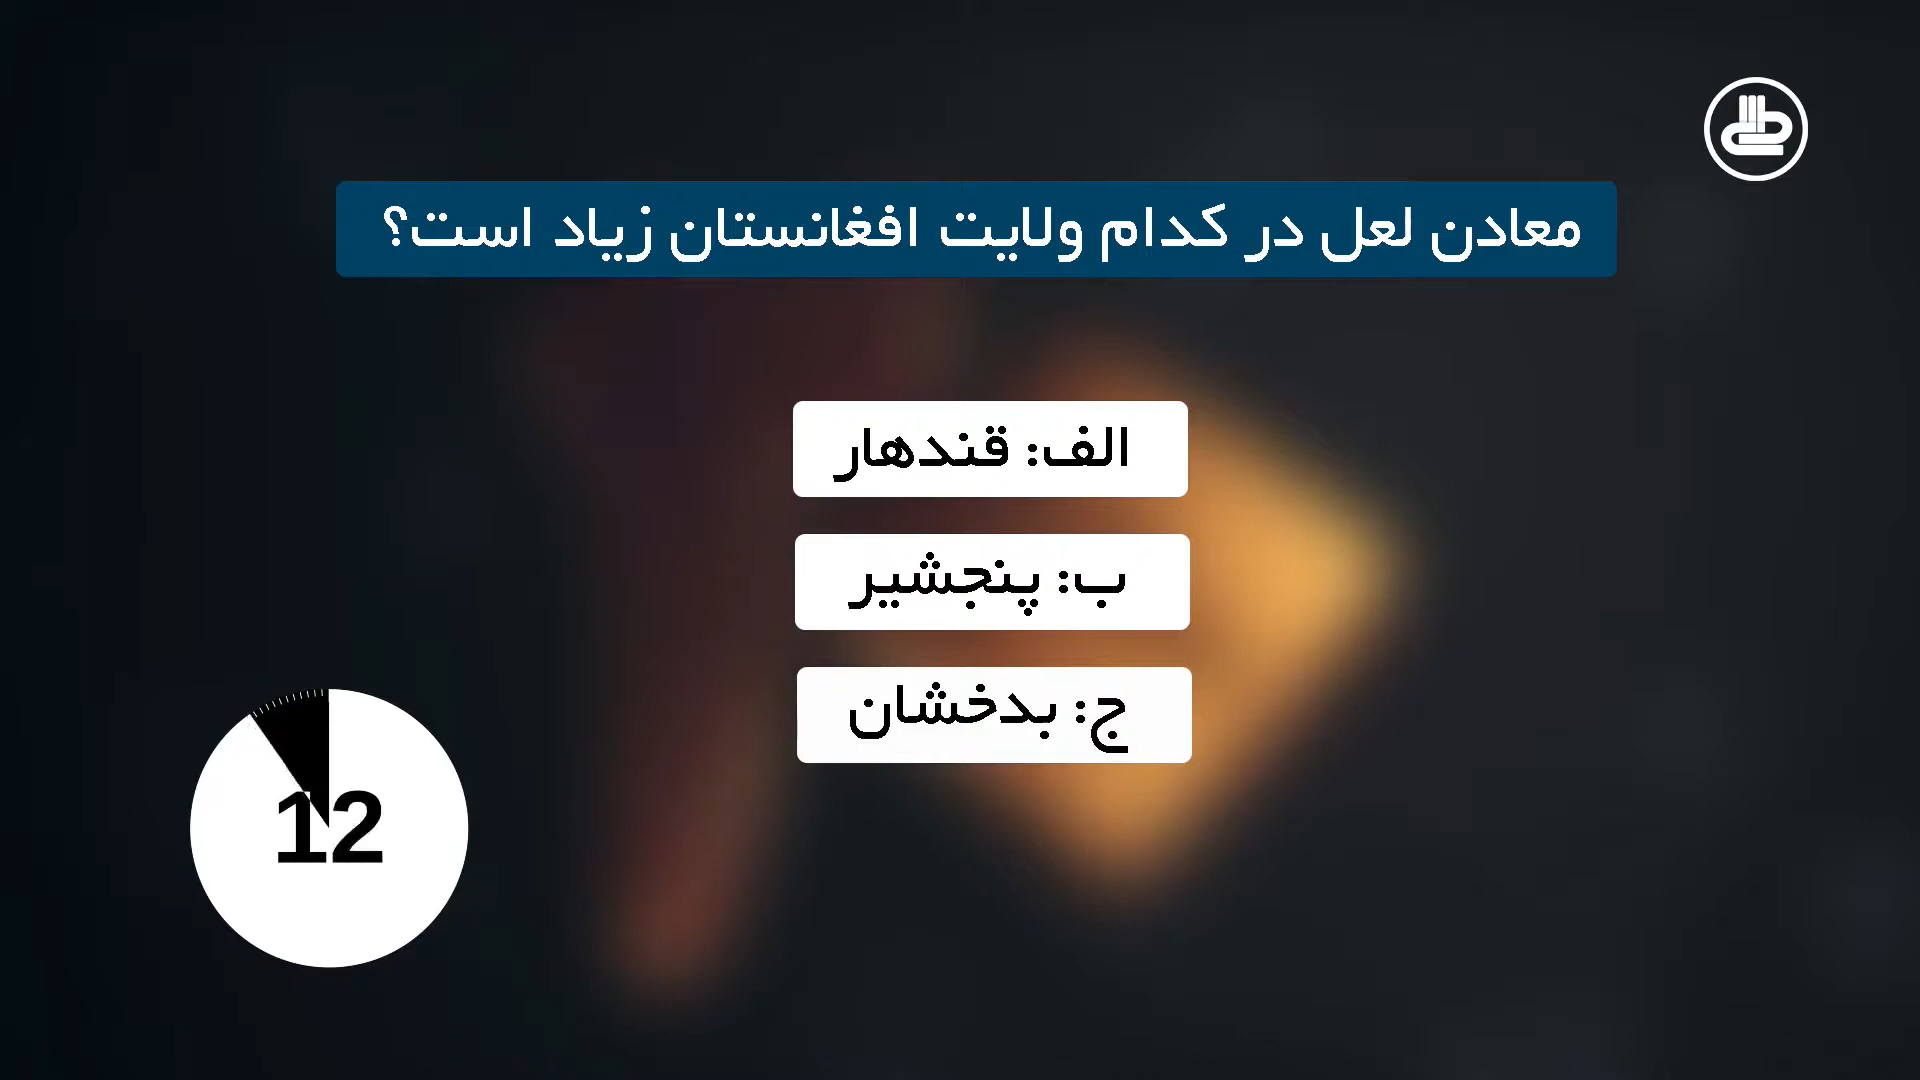 معادن لعل در کدام ولایت افغانستان زیاد است؟
الف: قندهار
ب: پنجشیر
ج: بدخشان
12